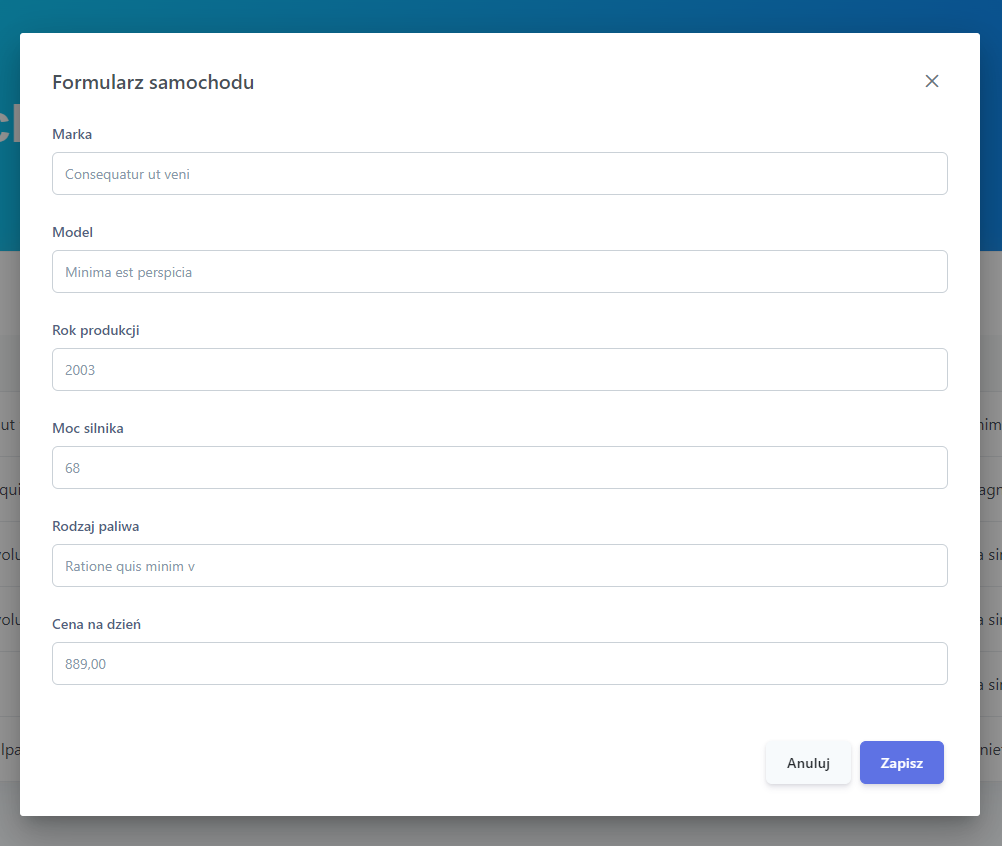 Formularz samochodu
Marka
Consequatur ut veni
Model
Minima est perspicia
Rok produkcji
2003
Moc silnika
68
Rodzaj paliwa
Ratione quis minim v
Cena na dzień
889,00
Anuluj
Zapisz